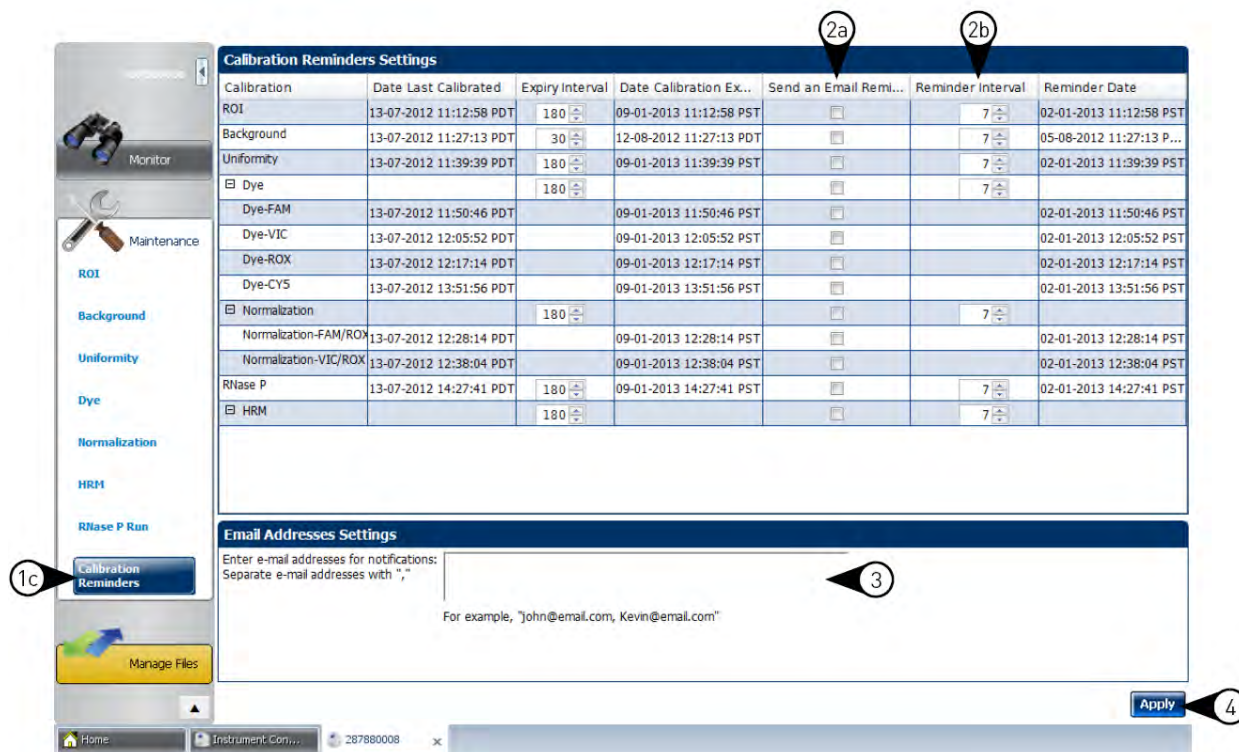 2a 2b
Calibration Reminders Settings
Calibration Date Last Calibrated Expiry Interval Date Calibration Ex... Send an Email Remi... Reminder Interval Reminder Date
ROI 13-07-2012 11:12:58 PDT 180 09-01-2013 11:12:58 PST 7 02-01-2013 11:12:58 PST
Background 13-07-2012 11:27:13 PDT 30 12-08-2012 11:27:13 PDT 7 05-08-2012 11:27:13 P...
Uniformity 13-07-2012 11:39:39 PDT 180 09-01-2013 11:39:39 PST 7 02-01-2013 11:39:39 PST
Dye 180 7
Dye-FAM 13-07-2012 11:50:46 PDT 09-01-2013 11:50:46 PST 02-01-2013 11:50:46 PST
Dye-VIC 13-07-2012 12:05:52 PDT 09-01-2013 12:05:52 PST 02-01-2013 12:05:52 PST
Dye-ROX 13-07-2012 12:17:14 PDT 09-01-2013 12:17:14 PST 02-01-2013 12:17:14 PST
Dye-CY5 13-07-2012 13:51:56 PDT 09-01-2013 13:51:56 PST 02-01-2013 13:51:56 PST
Normalization 180 7
Normalization-FAM/ROX 13-07-2012 12:28:14 PDT 09-01-2013 12:28:14 PST 02-01-2013 12:28:14 PST
Normalization-VIC/ROX 13-07-2012 12:38:04 PDT 09-01-2013 12:38:04 PST 02-01-2013 12:38:04 PST
RNase P 13-07-2012 14:27:41 PDT 180 09-01-2013 14:27:41 PST 7 02-01-2013 14:27:41 PST
HRM 180 7
Monitor
Maintenance
ROI
Background
Uniformity
Dye
Normalization
HRM
RNase P Run
1c
Calibration
Reminders
Manage Files
Email Addresses Settings
Enter e-mail addresses for notifications:
Separate e-mail addresses with ","
3
For example, "john@email.com, Kevin@email.com"
Apply
4
Home Instrument Con... 287880008 x